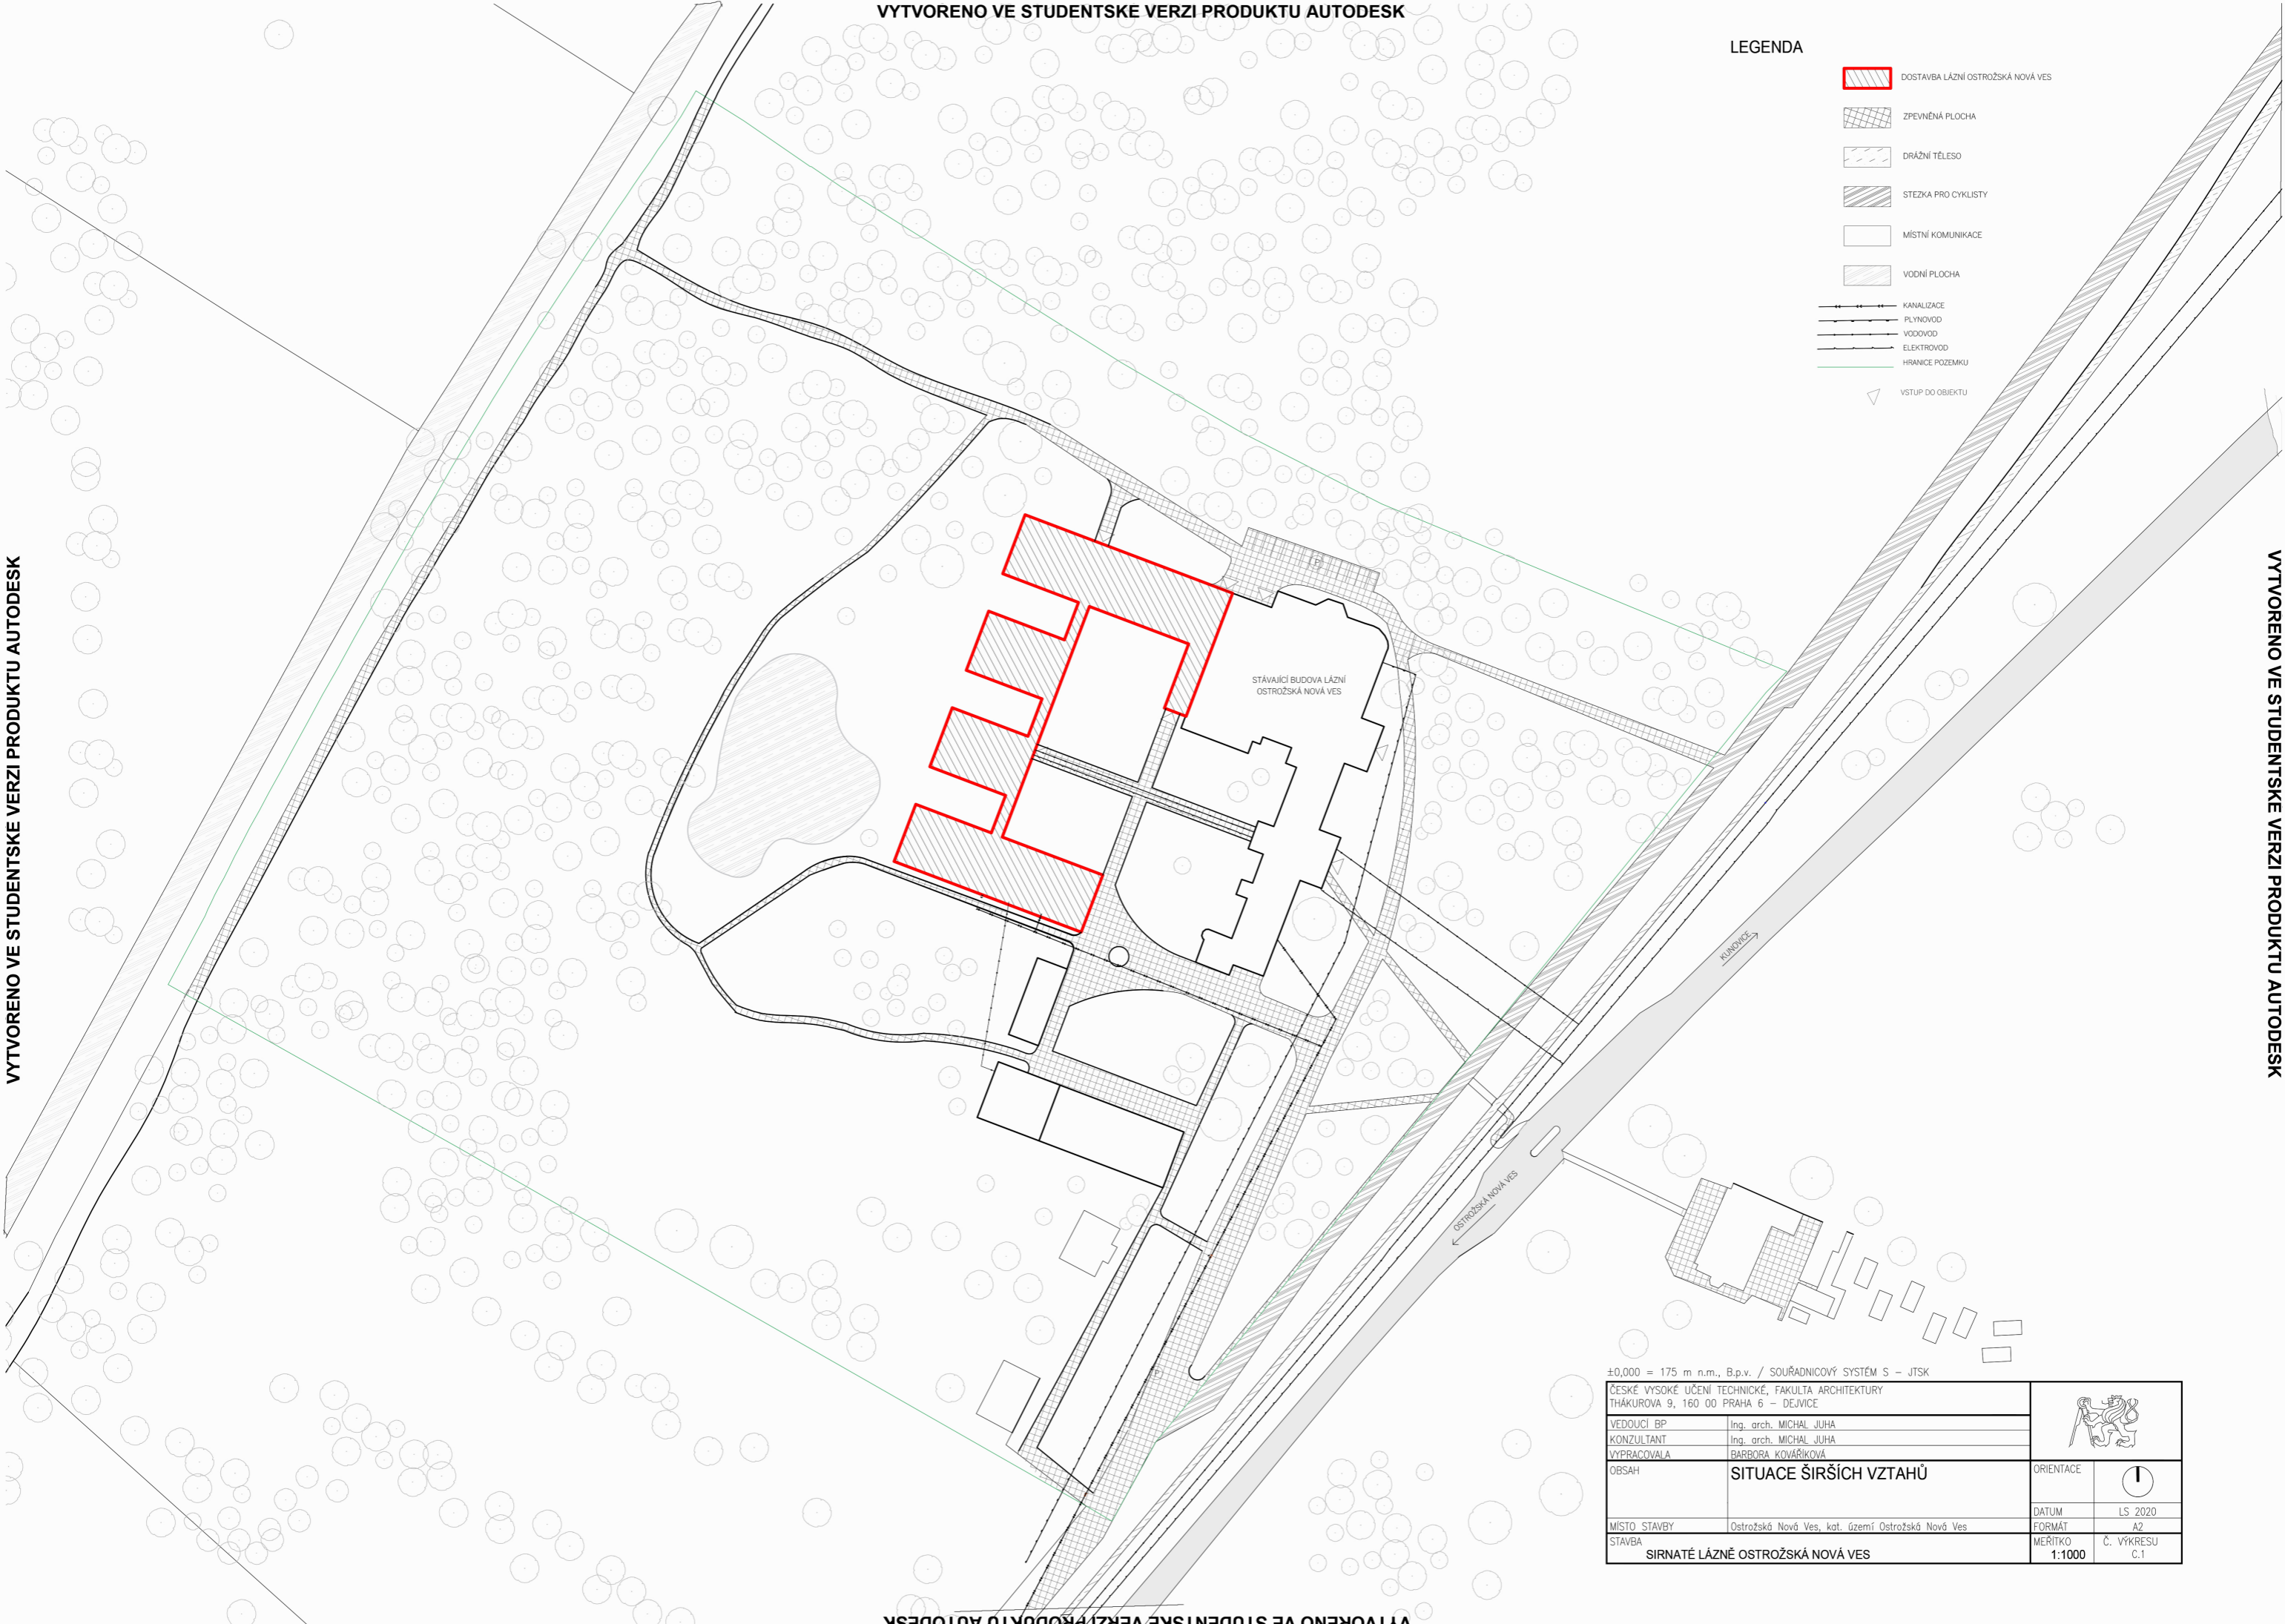 VYTVORENO VE STUDENTSKE VERZI PRODUKTU AUTODESK
LEGENDA
DOSTAVBA LÁZNÍ OSTROŽSKÁ NOVÁ VES
ZPEVNĚNÁ PLOCHA
DRÁŽNÍ TĚLESO
STEZKA PRO CYKLISTY
MÍSTNÍ KOMUNIKACE
VODNÍ PLOCHA
KANALIZACE
PLYNOVOD
VODOVOD
ELEKTROVOD
HRANICE POZEMKU
VSTUP DO OBJEKTU
VYTVORENO VE STUDENTSKE VERZI PRODUKTU AUTODESK
VYTVORENO VE STUDENTSKE VERZI PRODUKTU AUTODESK
P
STÁVAJÍCÍ BUDOVA LÁZNÍ
OSTROŽSKÁ NOVÁ VES
KUNOVICE
OSTROŽSKÁ NOVÁ VES
P
±0,000 = 175 m n.m., B.p.v. / SOUŘADNICOVÝ SYSTÉM S - JTSK
ČESKÉ VYSOKÉ UČENÍ TECHNICKÉ, FAKULTA ARCHITEKTURY
THÁKUROVA 9, 160 00 PRAHA 6 - DEJVICE
VEDOUCÍ BP Ing. arch. MICHAL JUHA
KONZULTANT Ing. arch. MICHAL JUHA
VYPRACOVALA BARBORA KOVÁŘÍKOVÁ
OBSAH SITUACE ŠIRŠÍCH VZTAHŮ ORIENTACE
DATUM LS 2020
MÍSTO STAVBY Ostrožská Nová Ves, kat. území Ostrožská Nová Ves FORMÁT A2
STAVBA MEŘÍTKO Č. VÝKRESU
SIRNATÉ LÁZNĚ OSTROŽSKÁ NOVÁ VES 1:1000 C.1
VYTVORENO VE STUDENTSKE VERZI PRODUKTU AUTODESK